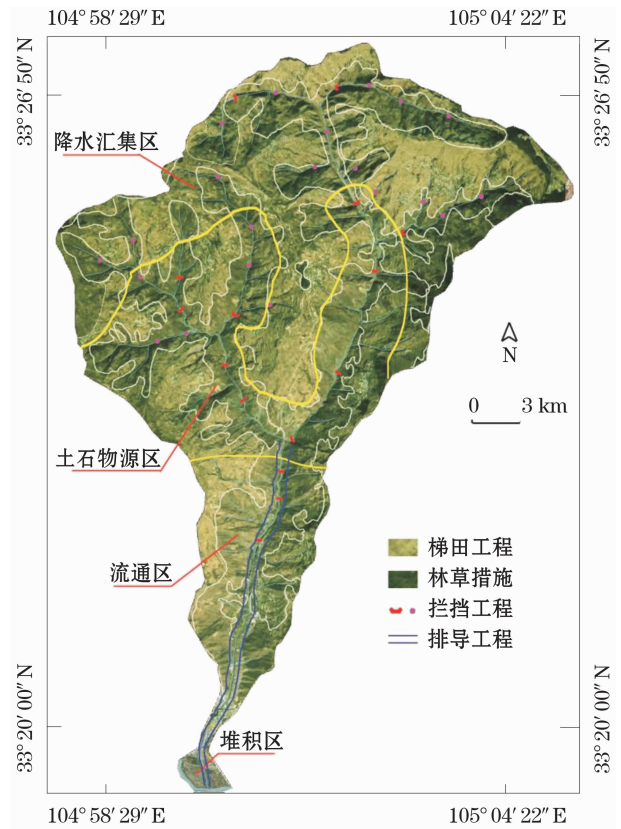 104° 58′ 29″ E
105° 04′ 22″ E
33° 26′ 50″ N
33° 26′ 50″ N
降水汇集区
N
0 3 km
土石物源区
流通区
梯田工程
林草措施
拦挡工程
排导工程
堆积区
33° 20′ 00″ N
33° 20′ 00″ N
104° 58′ 29″ E
105° 04′ 22″ E